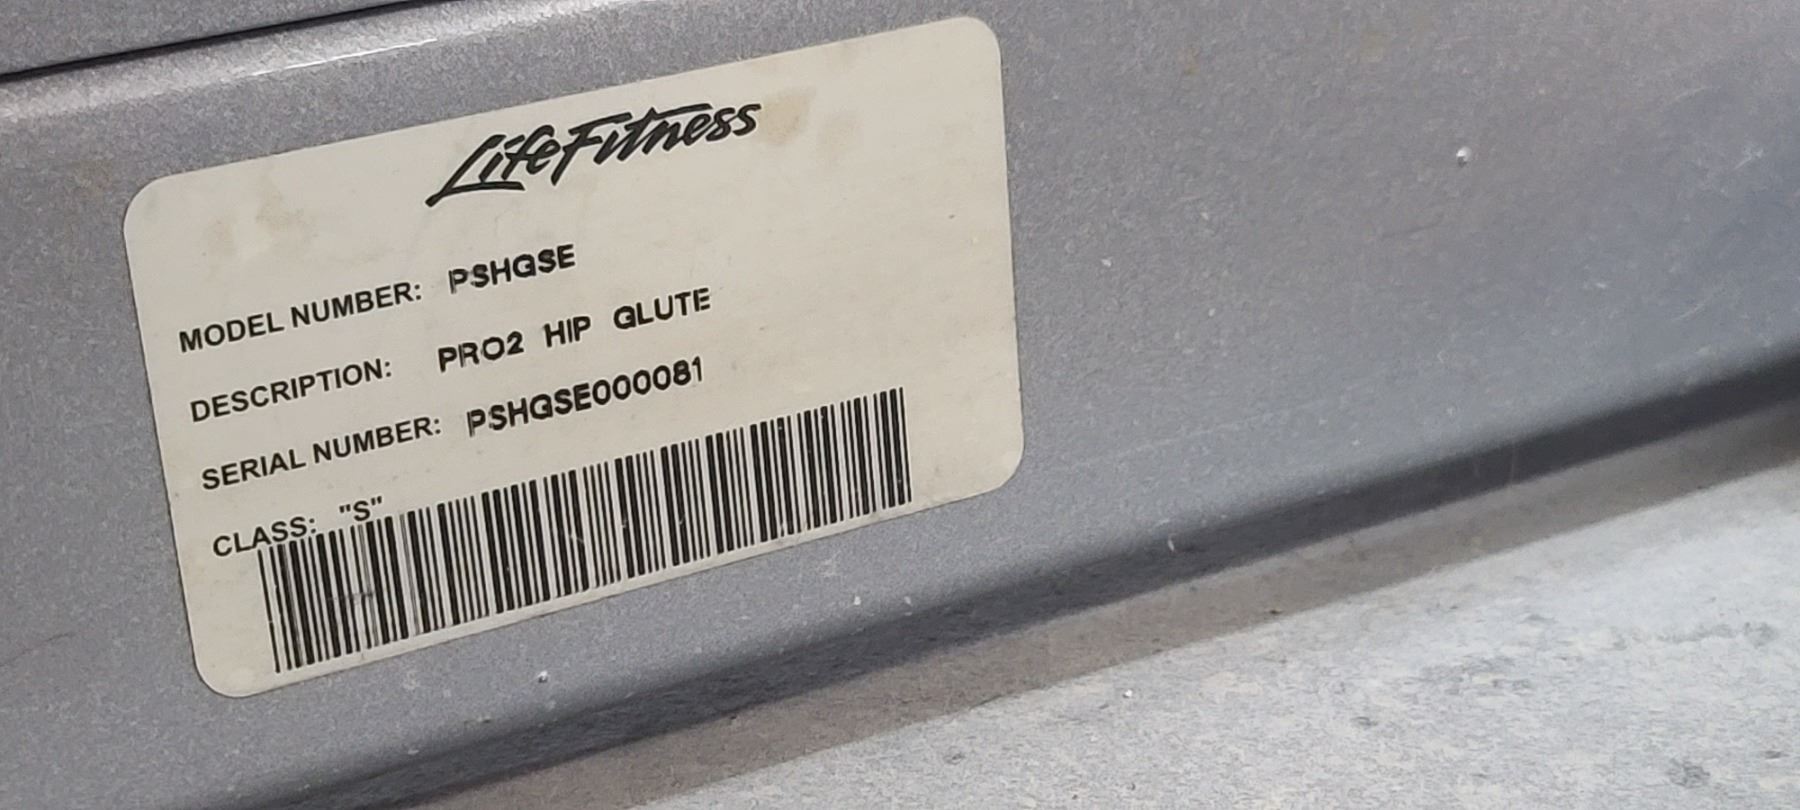 LifeFitness
MODEL NUMBER: PSHGSE
DESCRIPTION: PRO2 HIP GLUTE
SERIAL NUMBER: PSHGSE000081
CLASS: "S"